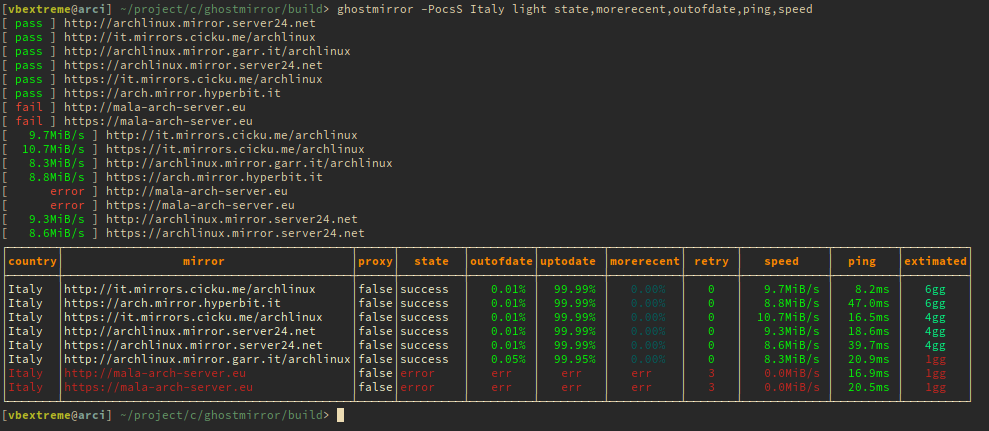 [vbextreme@arci] ~/project/c/ghostmirror/build> ghostmirror -PocsS Italy light state,morerecent,outofdate,ping,speed
[ pass ] http://archlinux.mirror.server24.net
[ pass ] http://it.mirrors.cicku.me/archlinux
[ pass ] http://archlinux.mirror.garr.it/archlinux
[ pass ] https://archlinux.mirror.server24.net
[ pass ] https://it.mirrors.cicku.me/archlinux
[ pass ] https://arch.mirror.hyperbit.it
[ fail ] http://mala-arch-server.eu
[ fail ] https://mala-arch-server.eu
[ 9.7MiB/s ] http://it.mirrors.cicku.me/archlinux
[ 10.7MiB/s ] https://it.mirrors.cicku.me/archlinux
[ 8.3MiB/s ] http://archlinux.mirror.garr.it/archlinux
[ 8.8MiB/s ] https://arch.mirror.hyperbit.it
[ error ] http://mala-arch-server.eu
[ error ] https://mala-arch-server.eu
[ 9.3MiB/s ] http://archlinux.mirror.server24.net
[ 8.6MiB/s ] https://archlinux.mirror.server24.net
country mirror proxy state outofdate uptodate morerecent retry speed ping extimated
Italy http://it.mirrors.cicku.me/archlinux false success 0.01% 99.99% 0.00% 0 9.7MiB/s 8.2ms 6gg
Italy https://arch.mirror.hyperbit.it false success 0.01% 99.99% 0.00% 0 8.8MiB/s 47.0ms 6gg
Italy https://it.mirrors.cicku.me/archlinux false success 0.01% 99.99% 0.00% 0 10.7MiB/s 16.5ms 4gg
Italy http://archlinux.mirror.server24.net false success 0.01% 99.99% 0.00% 0 9.3MiB/s 18.6ms 4gg
Italy https://archlinux.mirror.server24.net false success 0.01% 99.99% 0.00% 0 8.6MiB/s 39.7ms 4gg
Italy http://archlinux.mirror.garr.it/archlinux false success 0.05% 99.95% 0.00% 0 8.3MiB/s 20.9ms 1gg
Italy http://mala-arch-server.eu false error err err err 3 0.0MiB/s 16.9ms 1gg
Italy https://mala-arch-server.eu false error err err err 3 0.0MiB/s 20.5ms 1gg
[vbextreme@arci] ~/project/c/ghostmirror/build>